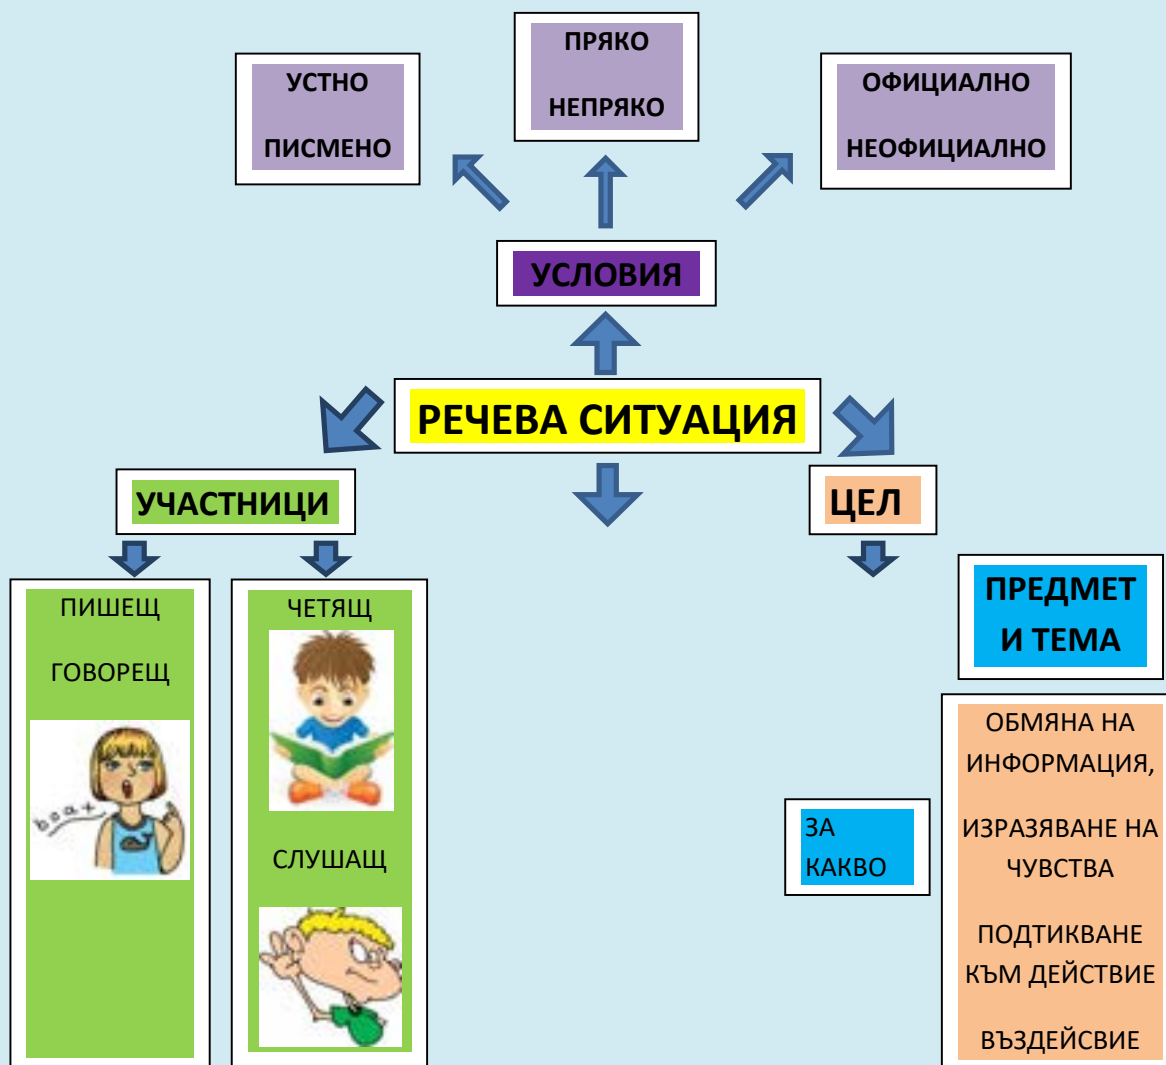 УСТНО
ПИСМЕНО
ПРЯКО
НЕПРЯКО
ОФИЦИАЛНО
НЕОФИЦИАЛНО
УСЛОВИЯ
РЕЧЕВА СИТУАЦИЯ
УЧАСТНИЦИ
ЦЕЛ
ПИШЕЩ
ГОВОРЕЩ
ЧЕТЯЩ
СЛУШАЩ
ПРЕДМЕТ
И ТЕМА
ЗА
КАКВО
ОБМЯНА НА
ИНФОРМАЦИЯ,
ИЗРАЗЯВАНЕ НА
ЧУВСТВА
ПОДТИКВАНЕ
КЪМ ДЕЙСТВИЕ
ВЪЗДЕЙСВИЕ